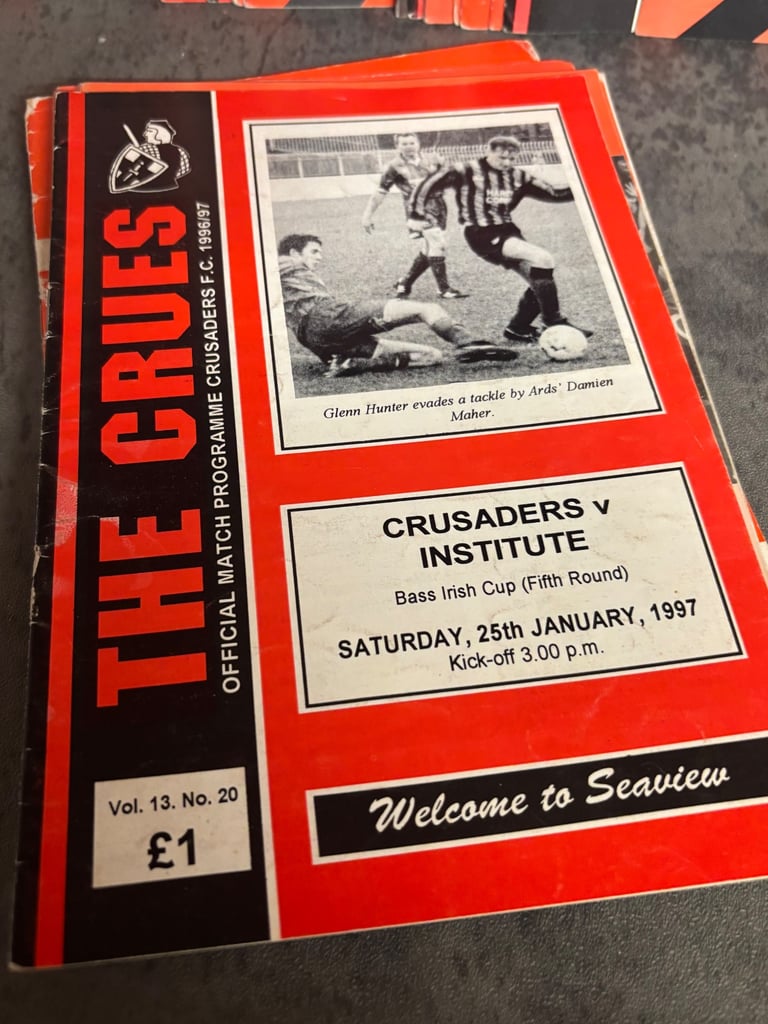 THE CRUES
OFFICIAL MATCH PROGRAMME CRUSADERS F.C. 1996/97
Glenn Hunter evades a tackle by Ards' Damien
Maher.
CRUSADERS v
INSTITUTE
Bass Irish Cup (Fifth Round)
SATURDAY, 25th JANUARY, 1997
Kick-off 3.00 p.m.
Vol. 13. No. 20
£1
Welcome to Seaview